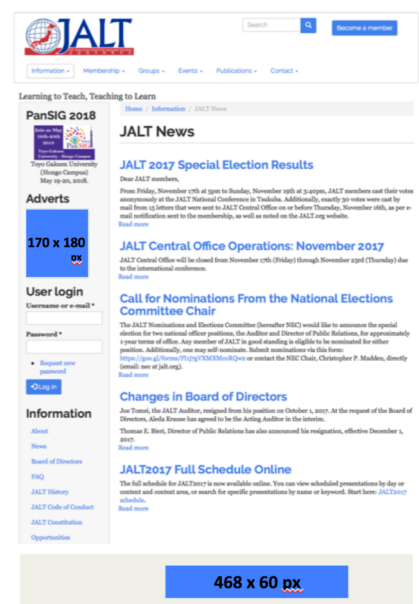 JALT
Search
Become a member
Information
Membership
Groups
Events
Publications
Contact
Learning to Teach, Teaching to Learn
PanSIG 2018
Toyo Gakuen University
(Hongo Campus)
May 19-20, 2018.
Adverts
170 x 180
px
User login
Username or e-mail *
Password *
Request new
password
Log in
Information
About
News
Board of Directors
FAQ
JALT History
JALT Code of Conduct
JALT Constitution
Opportunities
Home / Information / JALT News
JALT News
JALT 2017 Special Election Results
Dear JALT members,
From Friday, November 17th at 5pm to Sunday, November 19th at 3:40pm, JALT members cast their votes
anonymously at the JALT National Conference in Tsukuba. Additionally, exactly 30 votes were cast by
mail from 15 letters that were sent to JALT Central Office on or before Thursday, November 16th, as per e-
mail notification sent to the membership, as well as noted on the JALT.org website.
Read more
JALT Central Office Operations: November 2017
JALT Central Office will be closed from November 17th (Friday) through November 23rd (Thursday) due
to the international conference.
Read more
Call for Nominations From the National Elections
Committee Chair
The JALT Nominations and Elections Committee (hereafter NEC) would like to announce the special
election for two national officer positions, the Auditor and Director of Public Relations, for approximately
1-year terms of office. Any member of JALT in good standing is eligible to be nominated for either
position. Additionally, one may self-nominate. Submit nominations via this form:
or contact the NEC Chair, Christopher P. Madden, directly
(email: nec at jalt.org).
Read more
Changes in Board of Directors
Joe Tomei, the JALT Auditor, resigned from his position on October 1, 2017. At the request of the Board of
Directors, Aleda Krause has agreed to be the Acting Auditor in the interim.
Thomas E. Bieri, Director of Public Relations has also announced his resignation, effective December 1,
2017.
JALT2017 Full Schedule Online
The full schedule for JALT2017 is now available online. You can view scheduled presentations by day or
content and context area, or search for specific presentations by name or keyword. Start here: JALT2017
schedule.
Read more
468 x 60 px